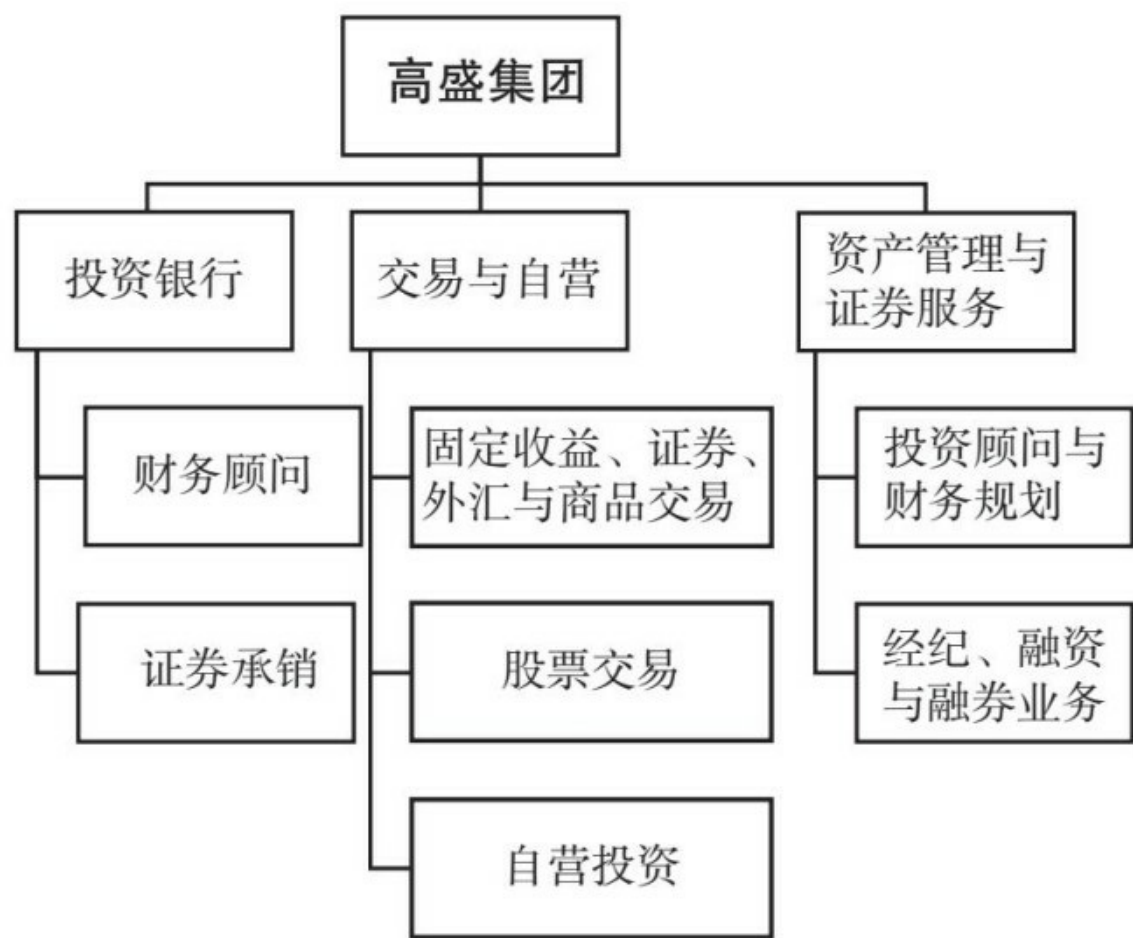 高盛集团
投资银行
交易与自营
资产管理与
证券服务
财务顾问
固定收益、证券、
外汇与商品交易
投资顾问与
财务规划
证券承销
股票交易
经纪、融资
与融券业务
自营投资